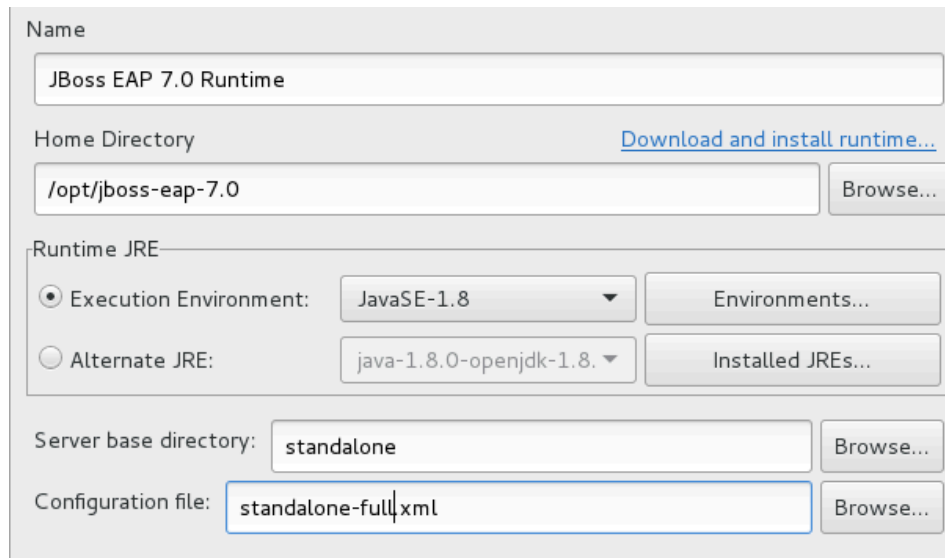 Name
JBoss EAP 7.0 Runtime
Home Directory Download and install runtime...
/opt/jboss-eap-7.0 Browse...
Runtime JRE
Execution Environment: JavaSE-1.8 Environments...
Alternate JRE: java-1.8.0-openjdk-1.8. Installed JREs...
Server base directory: standalone Browse...
Configuration file: standalone-full.xml Browse...